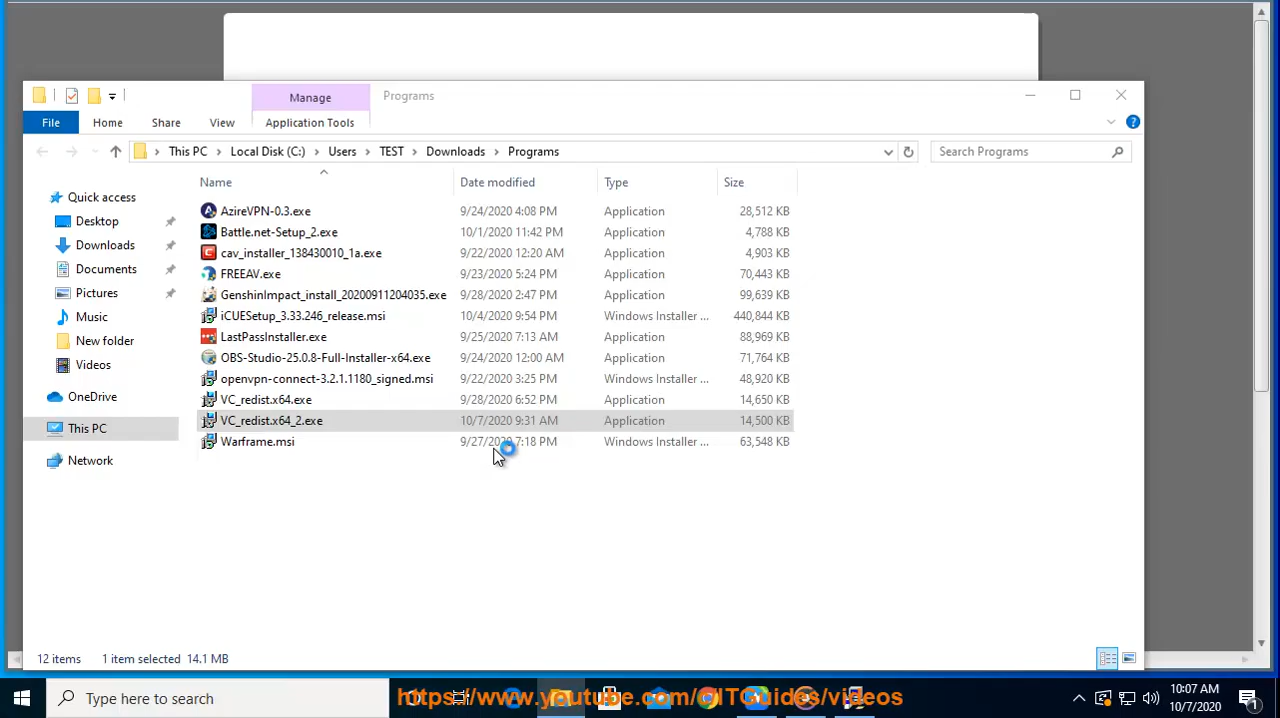 Manage
Programs
File
Home
Share
View
Application Tools
This PC > Local Disk (C:) > Users > TEST > Downloads > Programs
Search Programs
Name
Date modified
Type
Size
Quick access
Desktop
Downloads
Documents
Pictures
Music
New folder
Videos
OneDrive
This PC
Network
AzireVPN-0.3.exe 9/24/2020 4:08 PM Application 28,512 KB
Battle.net-Setup_2.exe 10/1/2020 11:42 PM Application 4,788 KB
cav_installer_138430010_1a.exe 9/22/2020 12:20 AM Application 4,903 KB
FREEAV.exe 9/23/2020 5:24 PM Application 70,443 KB
GenshinImpact_install_20200911204035.exe 9/28/2020 2:47 PM Application 99,639 KB
iCUESetup_3.33.246_release.msi 10/4/2020 9:54 PM Windows Installer ... 440,844 KB
LastPassInstaller.exe 9/25/2020 7:13 AM Application 88,969 KB
OBS-Studio-25.0.8-Full-Installer-x64.exe 9/24/2020 12:00 AM Application 71,764 KB
openvpn-connect-3.2.1.1180_signed.msi 9/22/2020 3:25 PM Windows Installer ... 48,920 KB
VC_redist.x64.exe 9/28/2020 6:52 PM Application 14,650 KB
VC_redist.x64_2.exe 10/7/2020 9:31 AM Application 14,500 KB
Warframe.msi 9/27/2020 7:18 PM Windows Installer ... 63,548 KB
12 items 1 item selected 14.1 MB
Type here to search
https://www.youtube.com/@ITGuides/videos
10:07 AM
10/7/2020
1